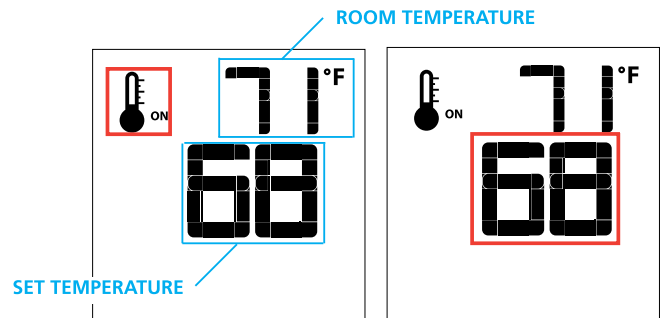 ROOM TEMPERATURE
71°F
ON
68
SET TEMPERATURE
71°F
ON
68